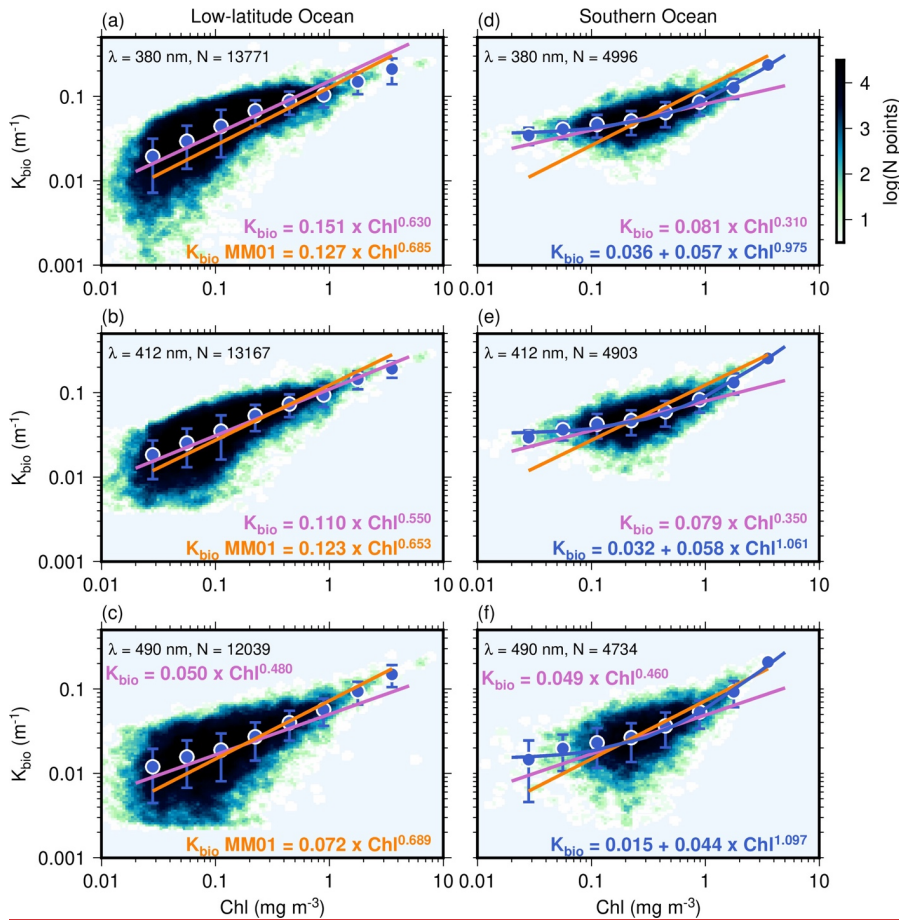 Low-latitude Ocean
Southern Ocean
(a)
λ = 380 nm, N = 13771
K_bio = 0.151 x Chl^0.630
K_bio MM01 = 0.127 x Chl^0.685
K_bio (m^-1)
0.1
0.01
0.001
0.01 0.1 1 10
(d)
λ = 380 nm, N = 4996
K_bio = 0.081 x Chl^0.310
K_bio = 0.036 + 0.057 x Chl^0.975
0.01 0.1 1 10
4
3
2
1
log(N points)
(b)
λ = 412 nm, N = 13167
K_bio = 0.110 x Chl^0.550
K_bio MM01 = 0.123 x Chl^0.653
K_bio (m^-1)
0.1
0.01
0.001
0.01 0.1 1 10
(e)
λ = 412 nm, N = 4903
K_bio = 0.079 x Chl^0.350
K_bio = 0.032 + 0.058 x Chl^1.061
0.01 0.1 1 10
(c)
λ = 490 nm, N = 12039
K_bio = 0.050 x Chl^0.480
K_bio MM01 = 0.072 x Chl^0.689
K_bio (m^-1)
0.1
0.01
0.001
0.01 0.1 1 10
Chl (mg m^-3)
(f)
λ = 490 nm, N = 4734
K_bio = 0.049 x Chl^0.460
K_bio = 0.015 + 0.044 x Chl^1.097
0.01 0.1 1 10
Chl (mg m^-3)